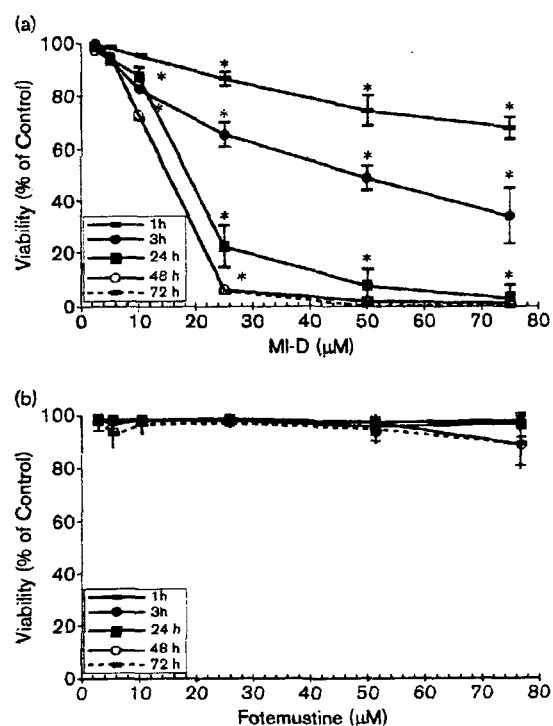 (a)
100
80
60
40
20
0
Viability (% of Control)
* * *
* * * *
* * * *
*
1h
3h
24 h
48 h
72 h
0 10 20 30 40 50 60 70 80
MI-D (μM)
(b)
100
80
60
40
20
0
Viability (% of Control)
1h
3h
24 h
48 h
72 h
0 10 20 30 40 50 60 70 80
Fotemustine (μM)